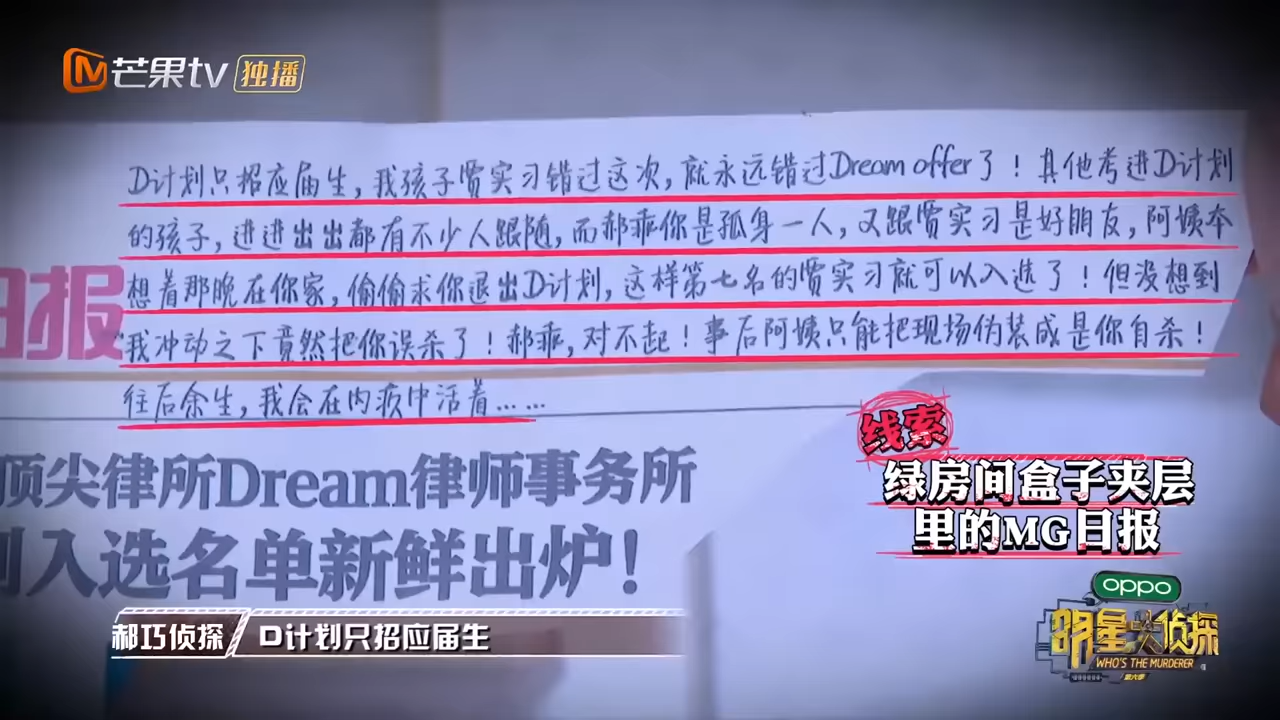 芒果tv 独播
D计划只招应届生，我孩子贤实习错过这次，就永远错过Dream offer了！其他考进D计划
的孩子，进进出出都有不少人跟随，而郝乖你是孤身一人，又跟贤实习是好朋友，阿姨本
想着那晚在你家，偷偷求你退出D计划，这样第七名的贤实习就可以入选了！但没想到
我冲动之下竟然把你误杀了！郝乖，对不起！事后阿姨只能把现场伪装成是你自杀！
往后余生，我会在内疚中活着……
日报
顶尖律所Dream律师事务所
划入选名单新鲜出炉！
线索
绿房间盒子夹层
里的MG日报
郝巧侦探 D计划只招应届生
oppo
明星大侦探
WHO'S THE MURDERER
第六季